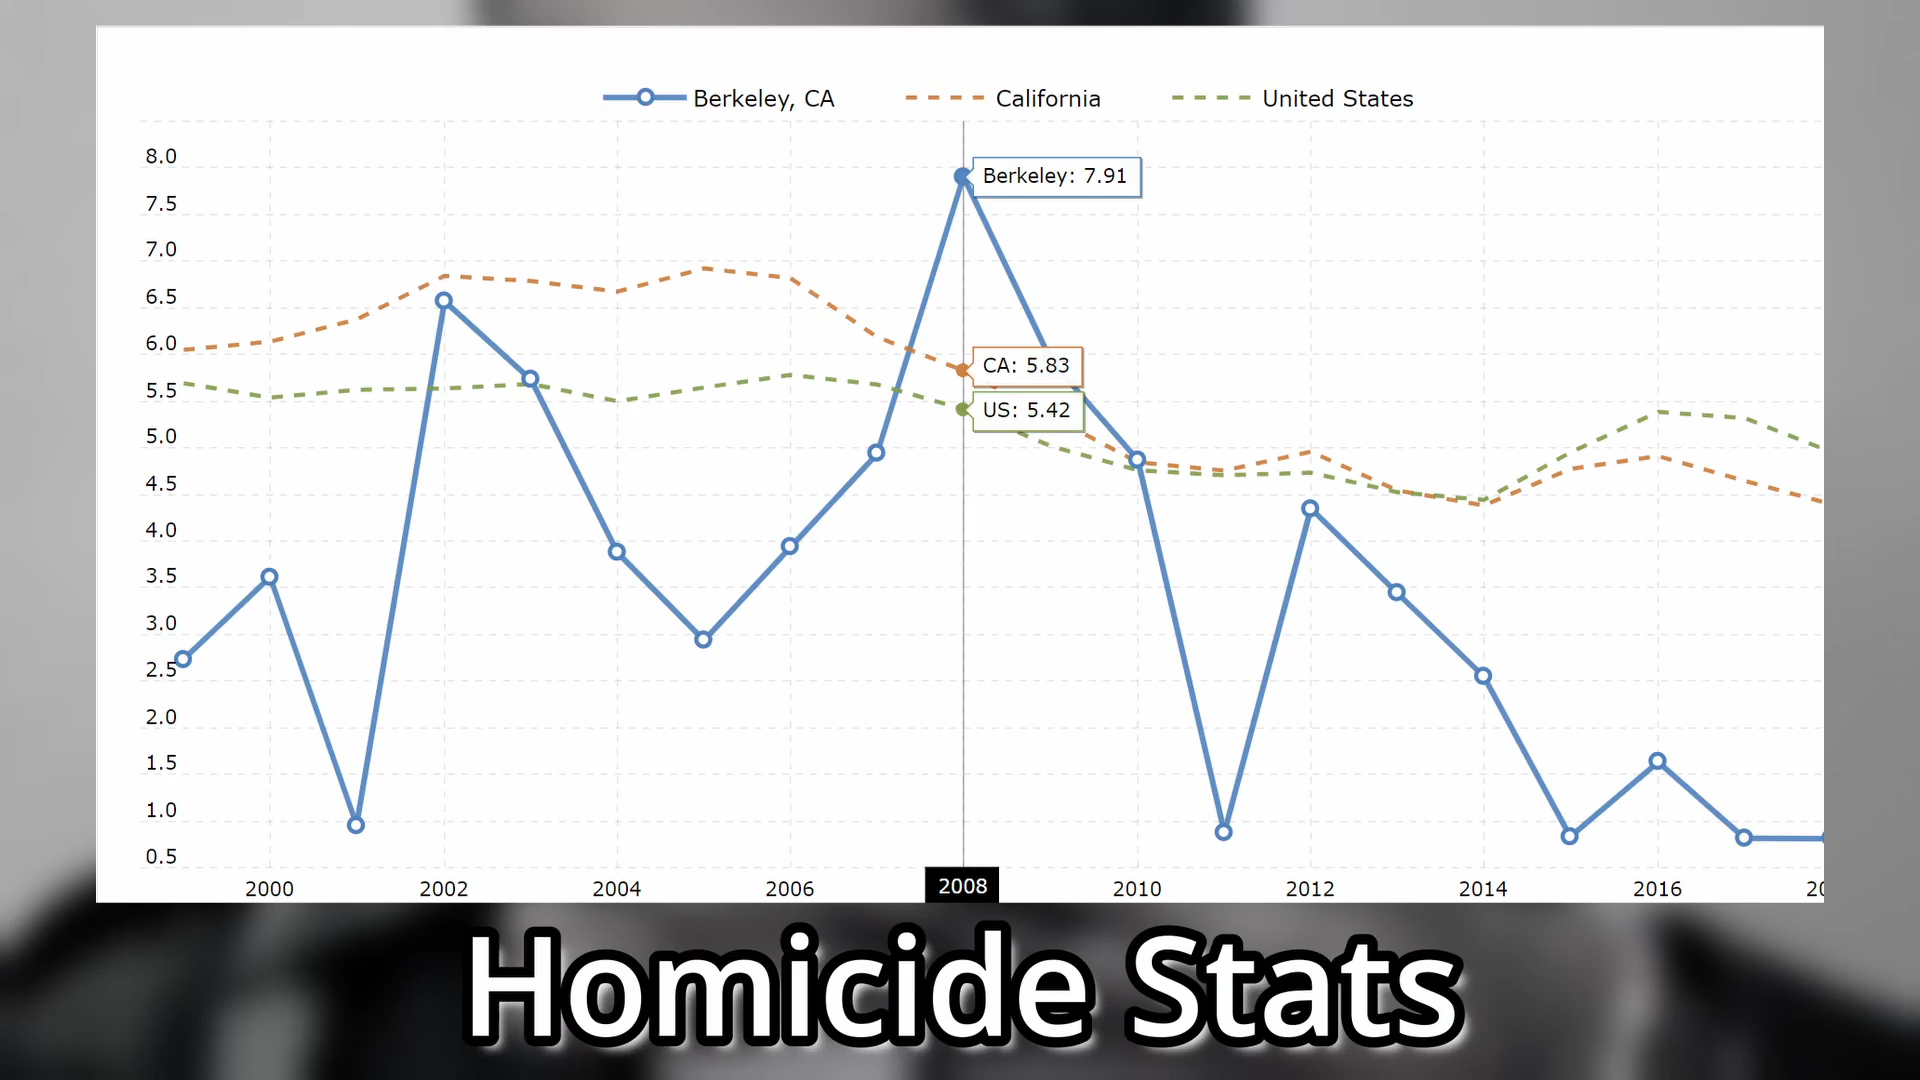 Berkeley, CA California United States
8.0
7.5
7.0
6.5
6.0
5.5
5.0
4.5
4.0
3.5
3.0
2.5
2.0
1.5
1.0
0.5
Berkeley: 7.91
CA: 5.83
US: 5.42
2000 2002 2004 2006 2008 2010 2012 2014 2016 20
Homicide Stats